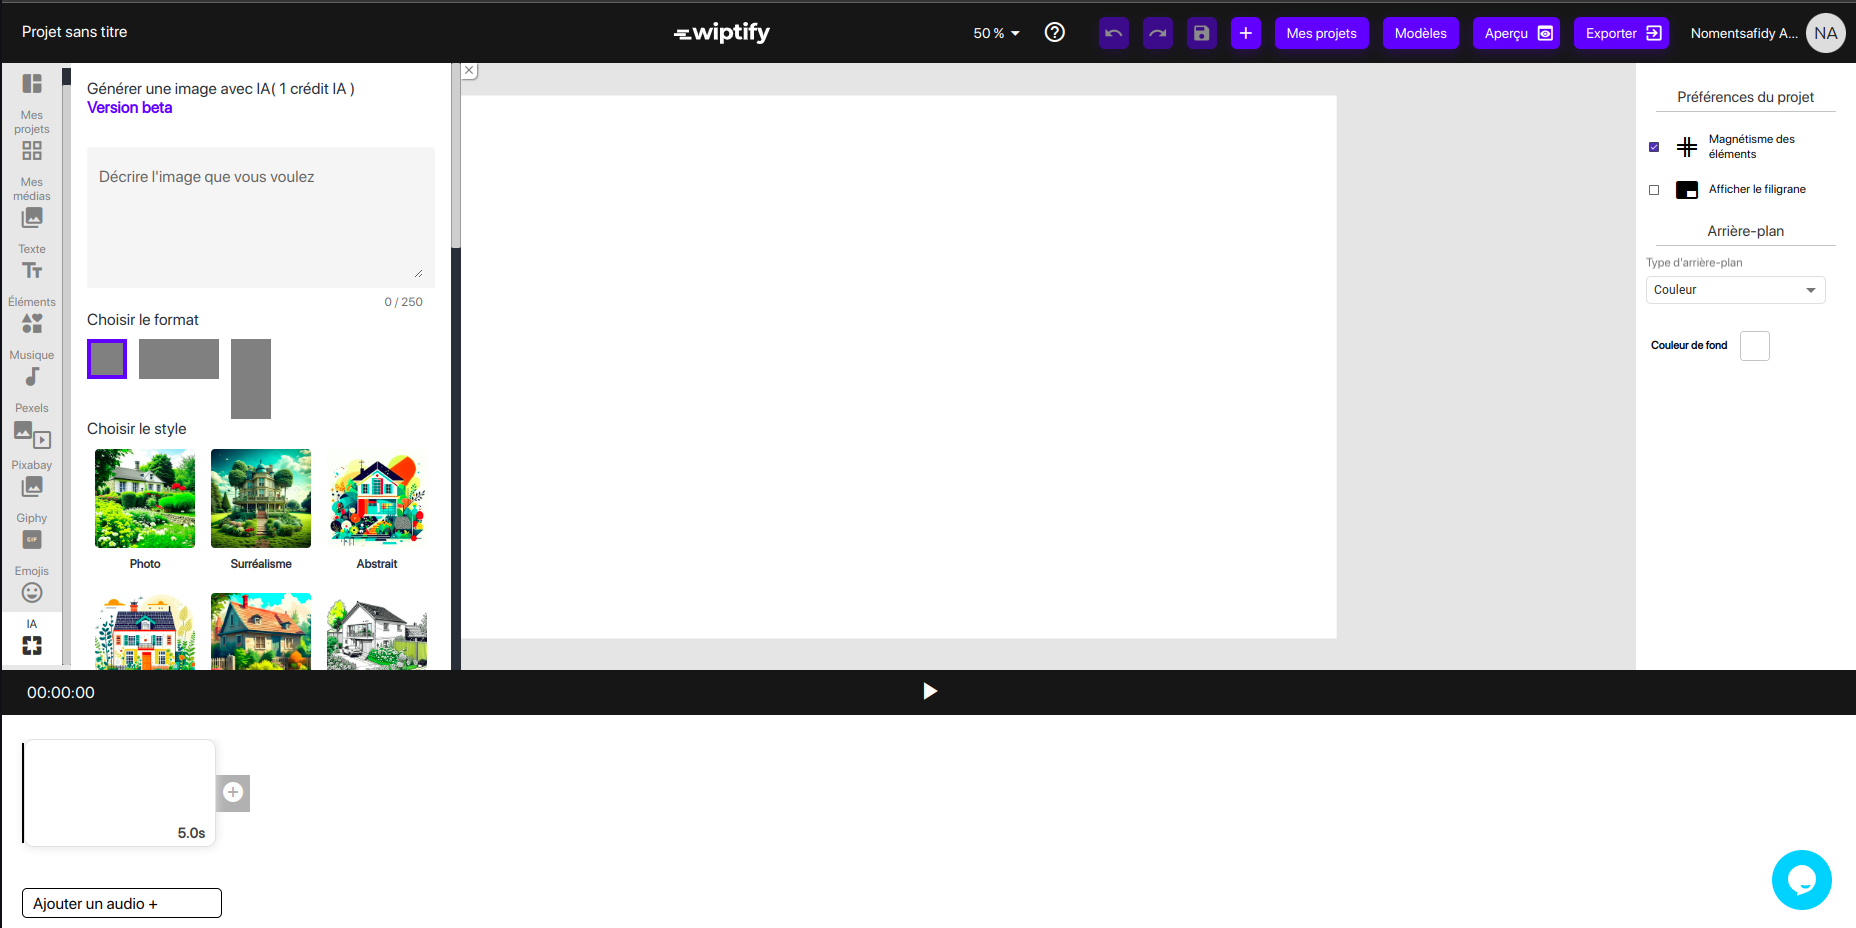 Projet sans titre
wiptify
50 %
Mes projets
Modèles
Aperçu
Exporter
Nomentsafidy A...
NA
Mes
projets
Mes
médias
Texte
Éléments
Musique
Pexels
Pixabay
Giphy
GIF
Emojis
IA
Générer une image avec IA( 1 crédit IA )
Version beta
Décrire l'image que vous voulez
0 / 250
Choisir le format
Choisir le style
Photo
Surréalisme
Abstrait
Préférences du projet
Magnétisme des
éléments
Afficher le filigrane
Arrière-plan
Type d'arrière-plan
Couleur
Couleur de fond
00:00:00
5.0s
Ajouter un audio +